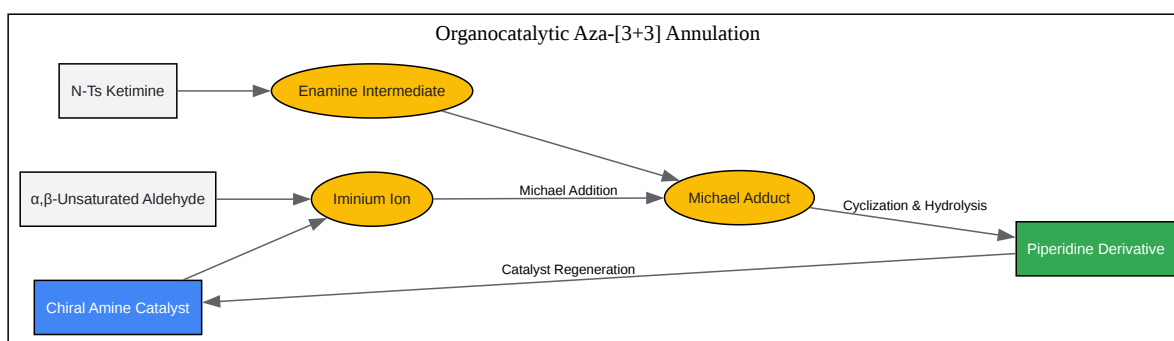 Organocatalytic Aza-[3+3] Annulation
N-Ts Ketimine
Enamine Intermediate
α,β-Unsaturated Aldehyde
Iminium Ion
Michael Addition
Michael Adduct
Cyclization & Hydrolysis
Piperidine Derivative
Catalyst Regeneration
Chiral Amine Catalyst